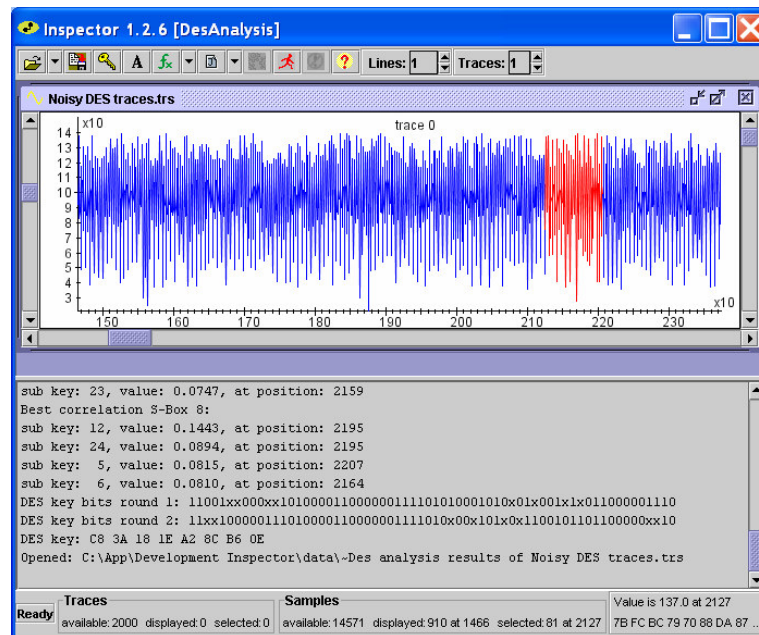 Inspector 1.2.6 [DesAnalysis]
A fx ? Lines: 1 Traces: 1
Noisy DES traces.trs
x10
trace 0
14
13
12
11
10
9
8
7
6
5
4
3
x10
150 160 170 180 190 200 210 220 230
sub key: 23, value: 0.0747, at position: 2159
Best correlation S-Box 8:
sub key: 12, value: 0.1443, at position: 2195
sub key: 24, value: 0.0894, at position: 2195
sub key: 5, value: 0.0815, at position: 2207
sub key: 6, value: 0.0810, at position: 2164
DES key bits round 1: 11001xx000xx101000011000000111101010001010x01x001x1x011000001110
DES key bits round 2: 11xx100000111010000110000001111010x00x101x0x1100101101100000xx10
DES key: C8 3A 18 1E A2 8C B6 0E
Opened: C:\App\Development Inspector\data\~Des analysis results of Noisy DES traces.trs
Ready
Traces
available:2000 displayed:0 selected:0
Samples
available:14571 displayed:910 at 1466 selected:81 at 2127
Value is 137.0 at 2127
7B FC BC 79 70 88 DA 87 ..